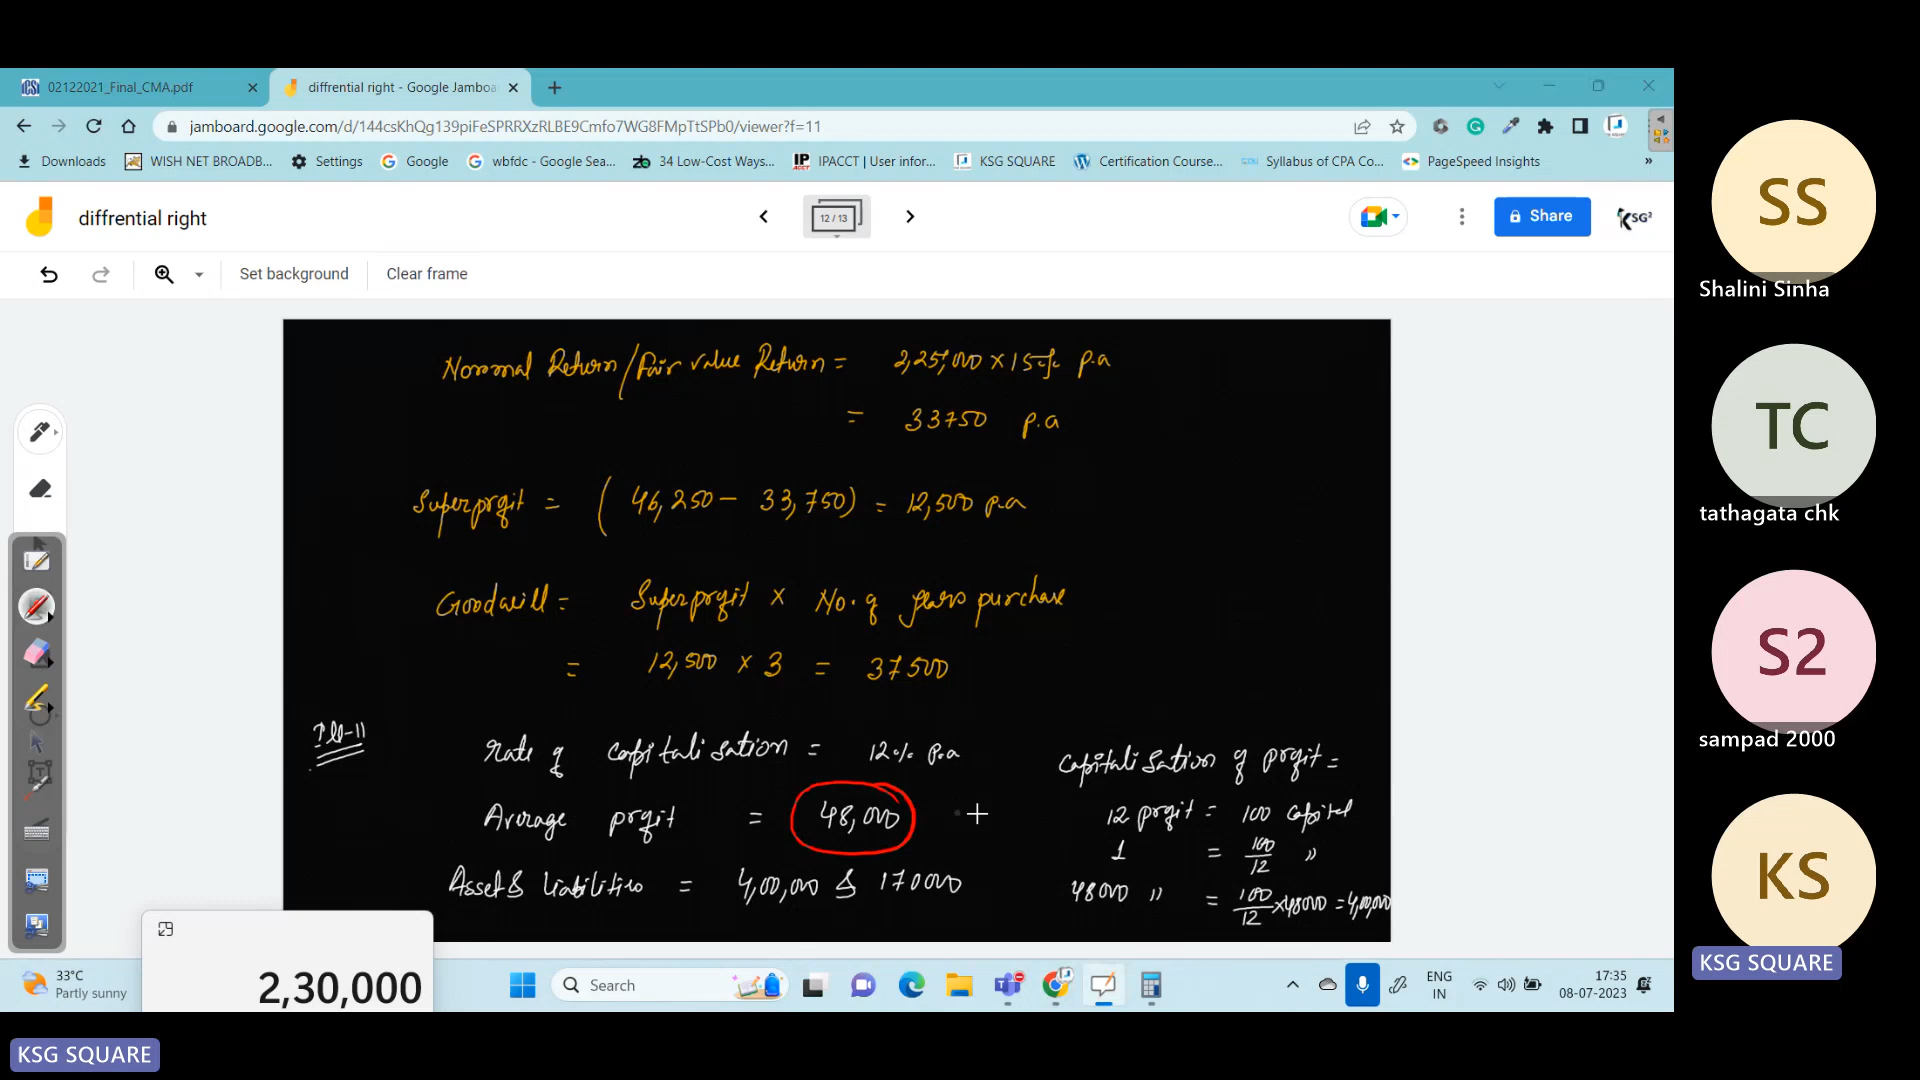 02122021_Final_CMA.pdf
diffrential right - Google Jamboa
jamboard.google.com/d/144csKhQg139piFeSPRRXzRLBE9Cmfo7WG8FMpTtSPb0/viewer?f=11
Downloads WISH NET BROADB... Settings Google wbfdc - Google Sea... 34 Low-Cost Ways... IPACCT | User infor... KSG SQUARE Certification Course... Syllabus of CPA Co... PageSpeed Insights »
diffrential right
12 / 13
Share
KSG²
Set background Clear frame
Normal Return/Fair value Return = 2,25,000 × 15% p.a
= 33750 p.a
Superprofit = (46,250 − 33,750) = 12,500 p.a
Goodwill = Superprofit × No. of years purchase
= 12,500 × 3 = 37500
Ill-11
Rate of capitalisation = 12% p.a
Average profit = 48,000
Asset & liabilities = 4,00,000 & 170000
Capitalisation of profit =
12 profit = 100 capital
1 = 100/12 "
48000 " = 100/12 × 48000 = 4,00,000
2,30,000
33°C
Partly sunny
Search
ENG
IN
17:35
08-07-2023
SS
Shalini Sinha
TC
tathagata chk
S2
sampad 2000
KS
KSG SQUARE
KSG SQUARE